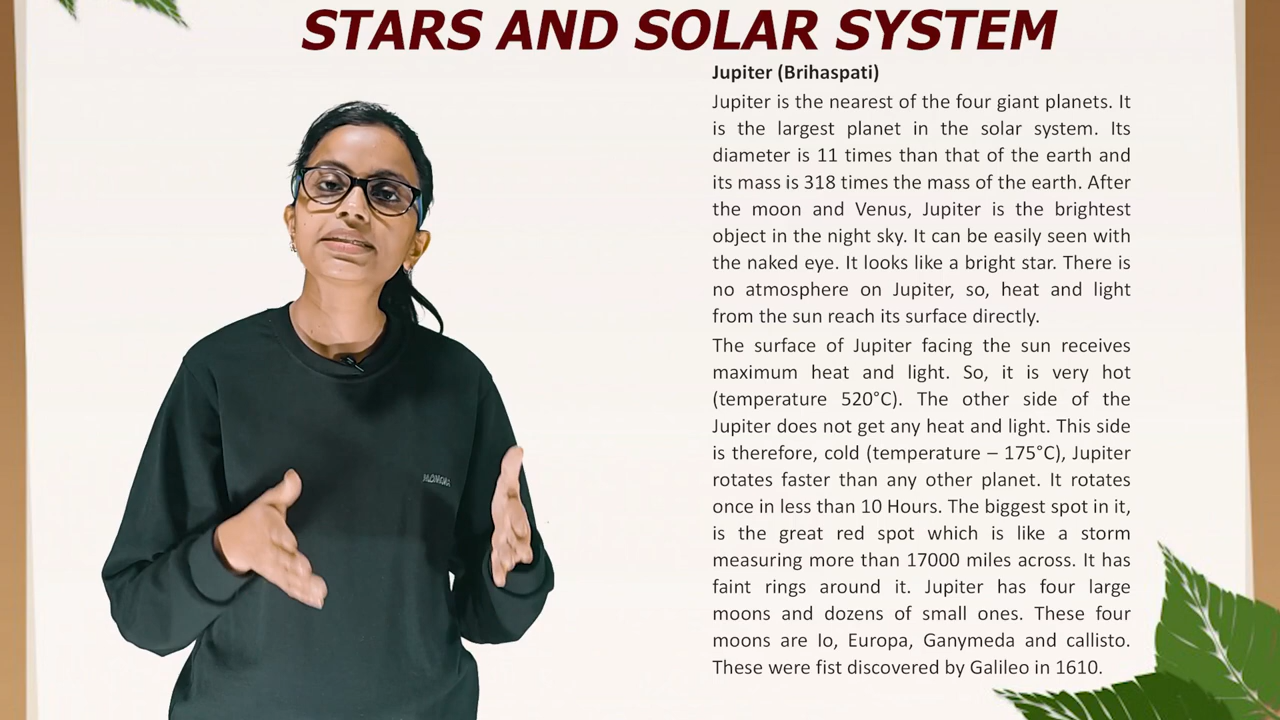 STARS AND SOLAR SYSTEM
Jupiter (Brihaspati)
Jupiter is the nearest of the four giant planets. It
is the largest planet in the solar system. Its
diameter is 11 times than that of the earth and
its mass is 318 times the mass of the earth. After
the moon and Venus, Jupiter is the brightest
object in the night sky. It can be easily seen with
the naked eye. It looks like a bright star. There is
no atmosphere on Jupiter, so, heat and light
from the sun reach its surface directly.
The surface of Jupiter facing the sun receives
maximum heat and light. So, it is very hot
(temperature 520°C). The other side of the
Jupiter does not get any heat and light. This side
is therefore, cold (temperature – 175°C), Jupiter
rotates faster than any other planet. It rotates
once in less than 10 Hours. The biggest spot in it,
is the great red spot which is like a storm
measuring more than 17000 miles across. It has
faint rings around it. Jupiter has four large
moons and dozens of small ones. These four
moons are Io, Europa, Ganymeda and callisto.
These were fist discovered by Galileo in 1610.